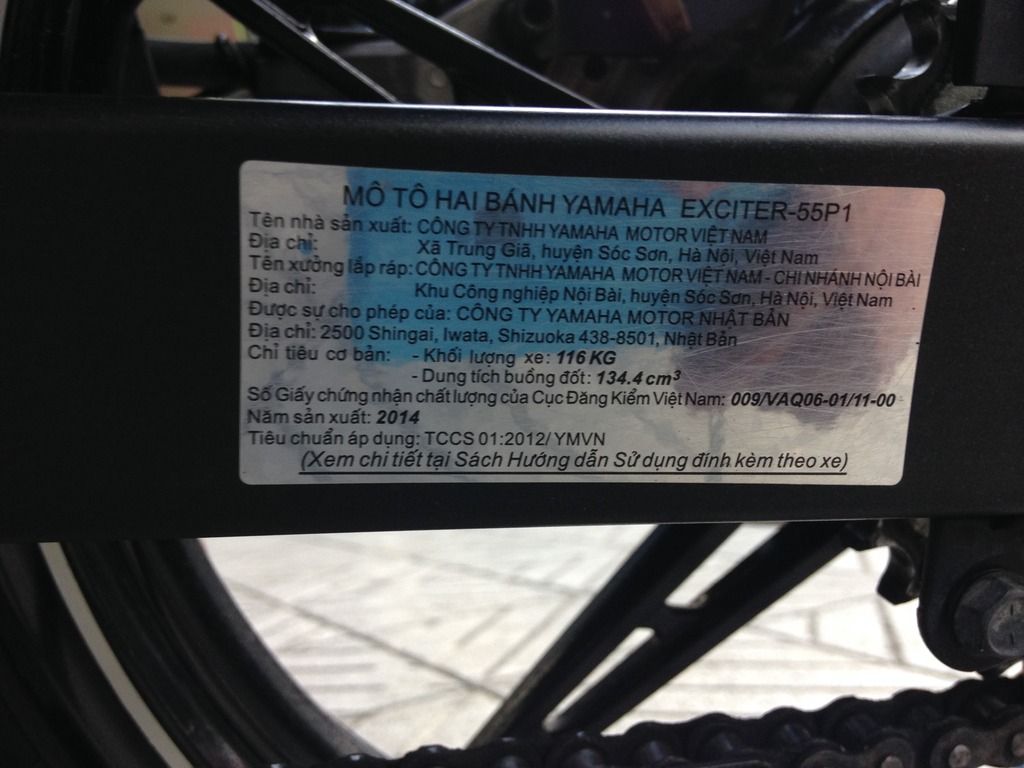 MÔ TÔ HAI BÁNH YAMAHA EXCITER-55P1
Tên nhà sản xuất: CÔNG TY TNHH YAMAHA MOTOR VIỆT NAM
Địa chỉ: Xã Trung Giã, huyện Sóc Sơn, Hà Nội, Việt Nam
Tên xưởng lắp ráp: CÔNG TY TNHH YAMAHA MOTOR VIỆT NAM - CHI NHÁNH NỘI BÀI
Địa chỉ: Khu Công nghiệp Nội Bài, huyện Sóc Sơn, Hà Nội, Việt Nam
Được sự cho phép của: CÔNG TY YAMAHA MOTOR NHẬT BẢN
Địa chỉ: 2500 Shingai, Iwata, Shizuoka 438-8501, Nhật Bản
Chỉ tiêu cơ bản: - Khối lượng xe: 116 KG
- Dung tích buồng đốt: 134.4 cm³
Số Giấy chứng nhận chất lượng của Cục Đăng Kiểm Việt Nam: 009/VAQ06-01/11-00
Năm sản xuất: 2014
Tiêu chuẩn áp dụng: TCCS 01:2012/ YMVN
(Xem chi tiết tại Sách Hướng dẫn Sử dụng đính kèm theo xe)